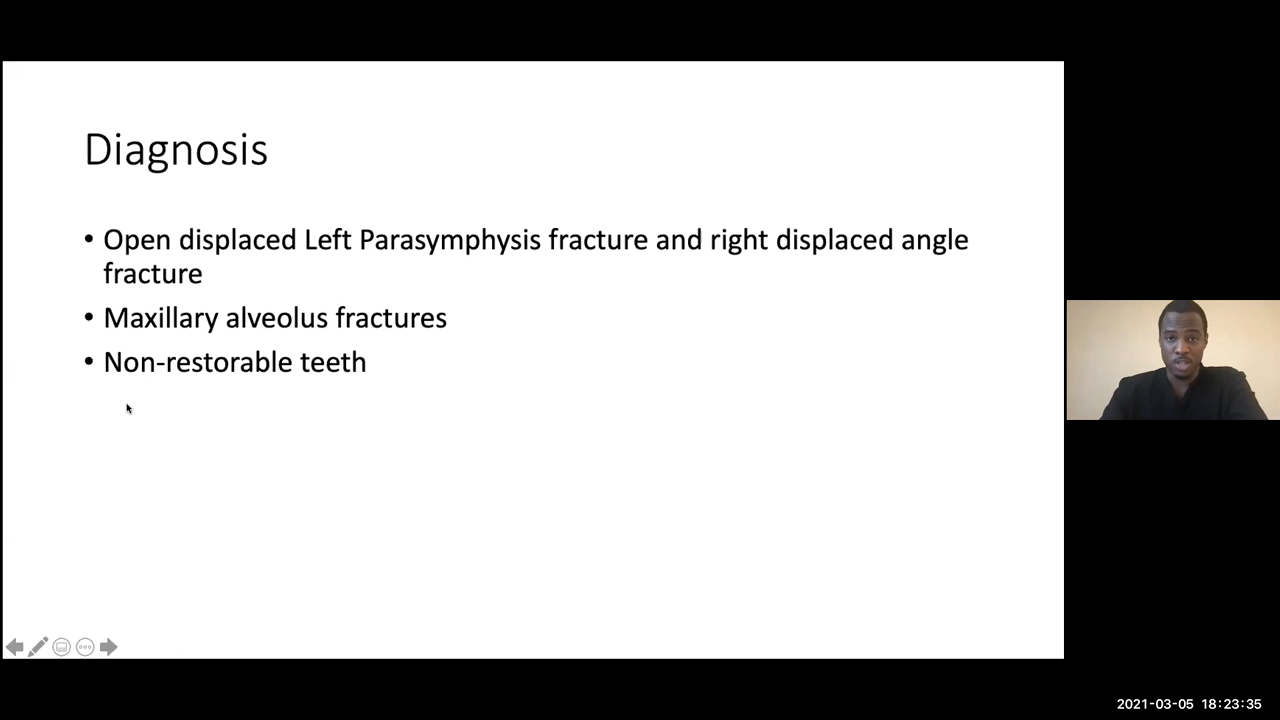 Diagnosis
• Open displaced Left Parasymphysis fracture and right displaced angle
fracture
• Maxillary alveolus fractures
• Non-restorable teeth
2021-03-05 18:23:35